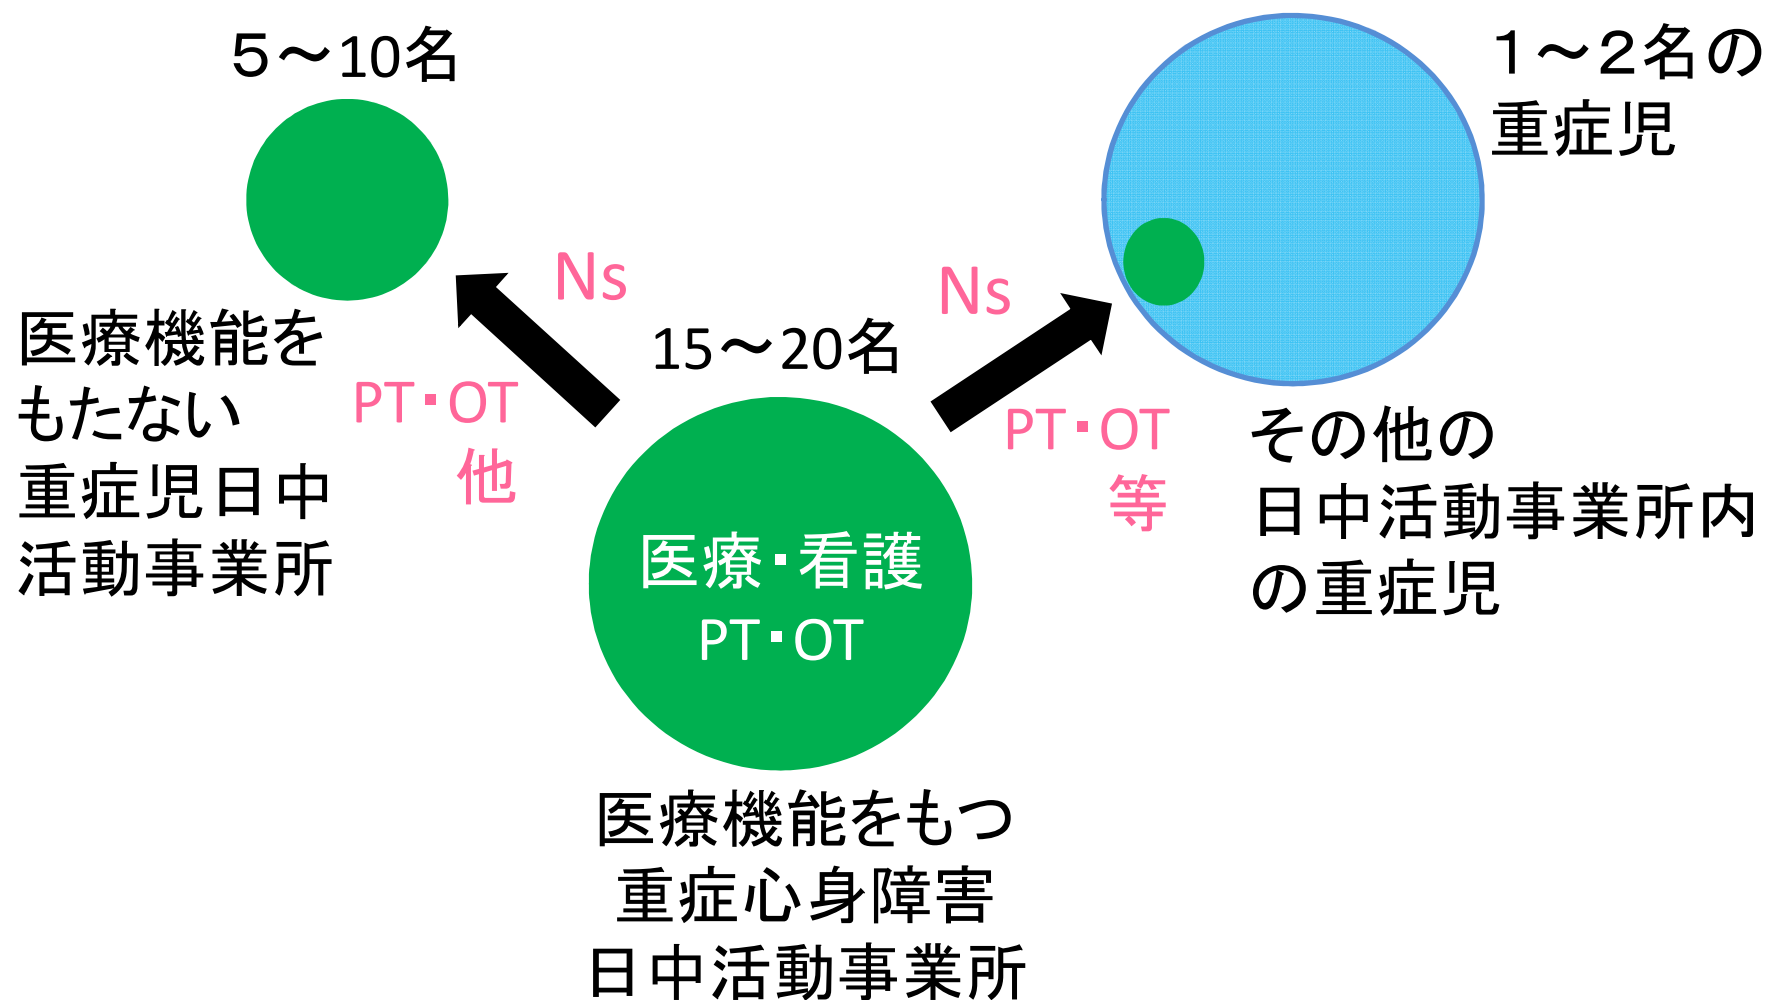 ５～10名
Ns
PT・OT
他
医療機能を
もたない
重症児日中
活動事業所
15～20名
医療・看護
PT・OT
医療機能をもつ
重症心身障害
日中活動事業所
Ns
PT・OT
等
１～２名の
重症児
その他の
日中活動事業所内
の重症児